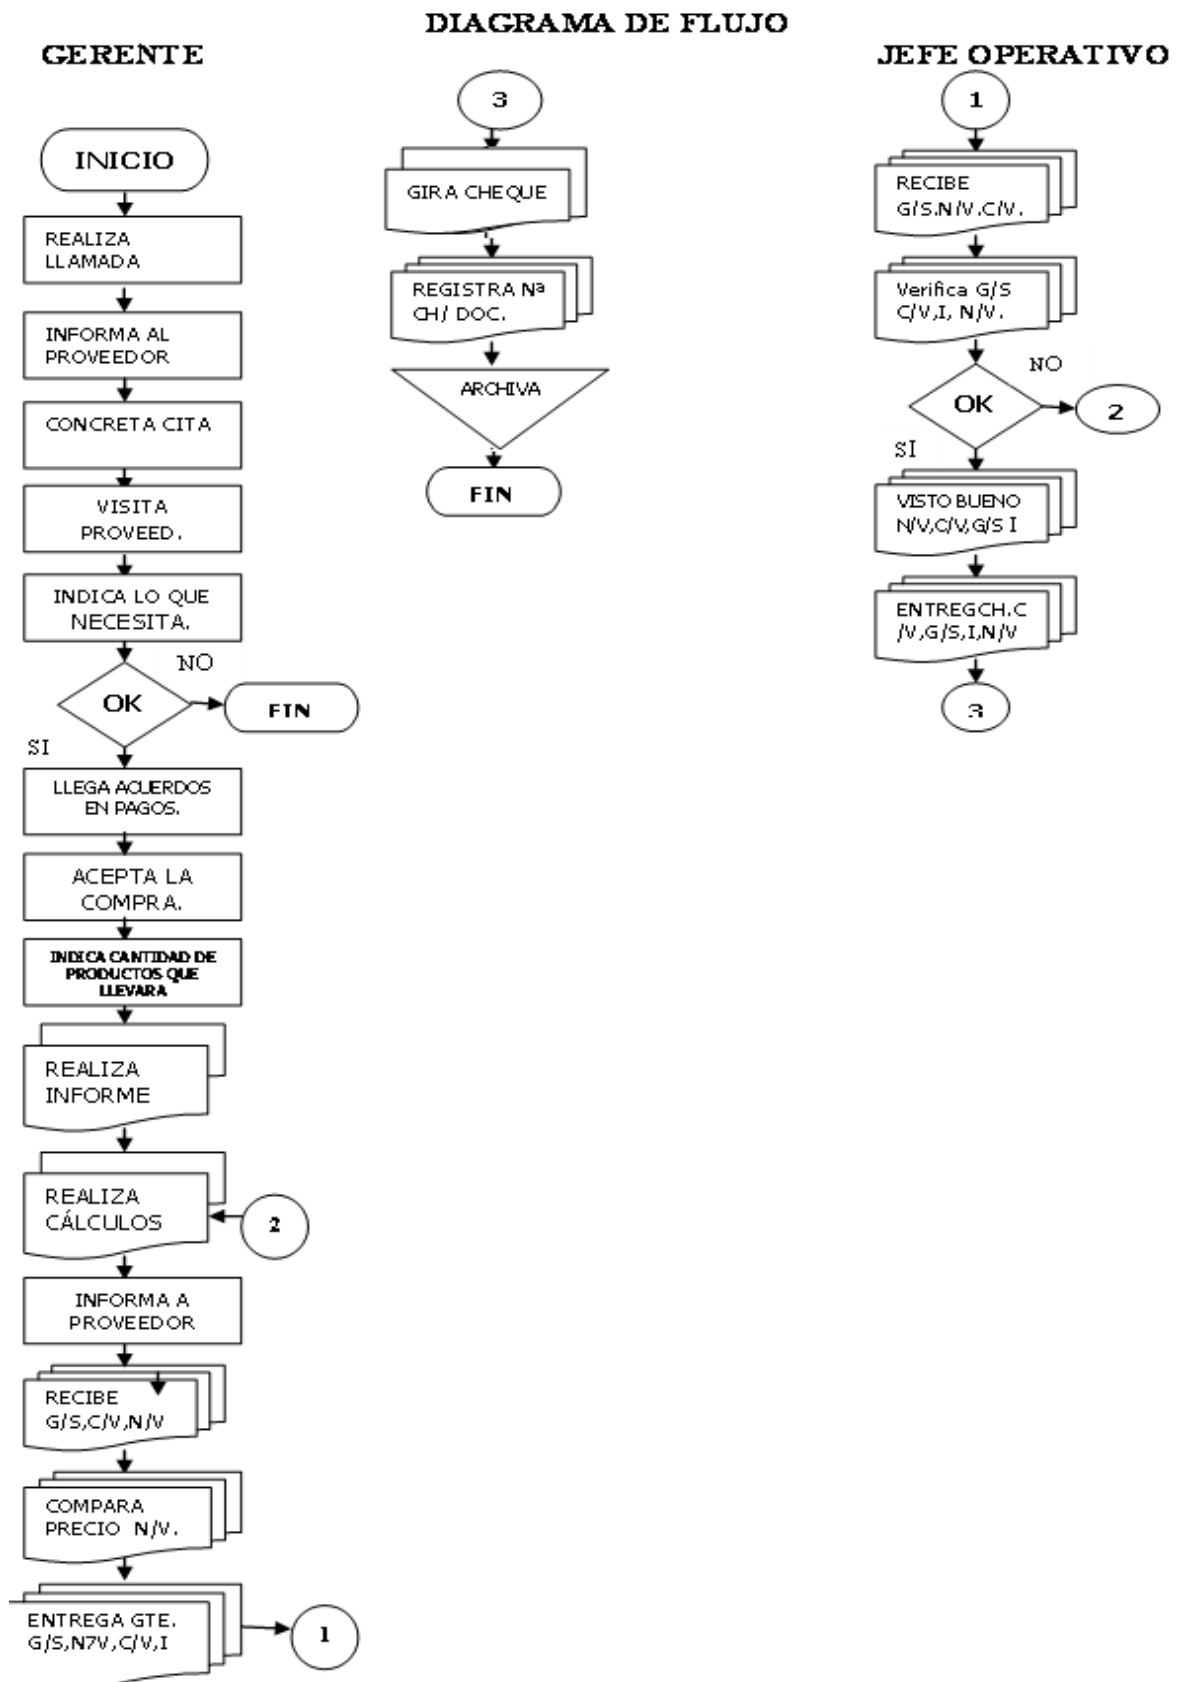 DIAGRAMA DE FLUJO
GERENTE
INICIO
REALIZA
LLAMADA
INFORMA AL
PROVEEDOR
CONCRETA CITA
VISITA
PROVEED.
INDICA LO QUE
NECESITA.
NO
OK
FIN
SI
LLEGA ACUERDOS
EN PAGOS.
ACEPTA LA
COMPRA.
INDICA CANTIDAD DE
PRODUCTOS QUE
LLEVARA
REALIZA
INFORME
REALIZA
CÁLCULOS
2
INFORMA A
PROVEEDOR
RECIBE
G/S,C/V,N/V
COMPARA
PRECIO N/V.
ENTREGA GTE.
G/S,N7V,C/V,I
1
3
GIRA CHEQUE
REGISTRA Nª
CH/ DOC.
ARCHIVA
FIN
JEFE OPERATIVO
1
RECIBE
G/S.N/V.C/V.
Verifica G/S
C/V,I, N/V.
NO
OK
2
SI
VISTO BUENO
N/V,C/V,G/S I
ENTREGCH.C
/V,G/S,I,N/V
3